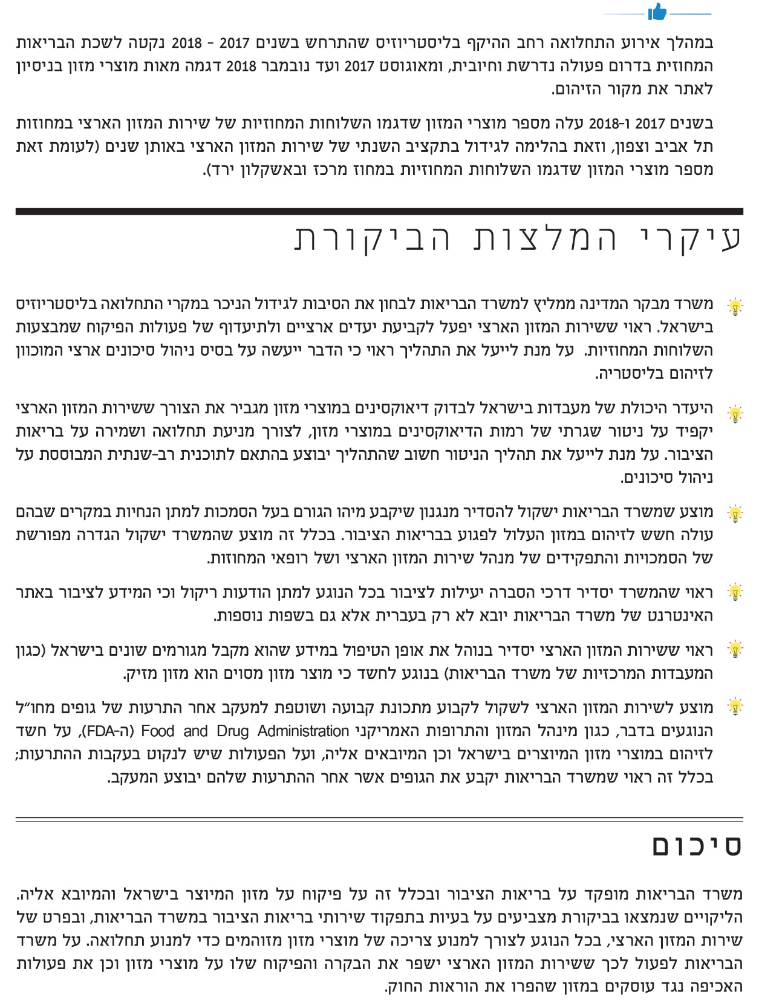 במהלך אירוע התחלואה רחב ההיקף בליסטריוזיס שהתרחש בשנים 2017 - 2018 נקטה לשכת הבריאות
המחוזית בדרום פעולה נדרשת וחיובית, ומאוגוסט 2017 ועד נובמבר 2018 דגמה מאות מוצרי מזון בניסיון
לאתר את מקור הזיהום.
בשנים 2017 ו-2018 עלה מספר מוצרי המזון שדגמו השלוחות המחוזיות של שירות המזון הארצי במחוזות
תל אביב וצפון, וזאת בהלימה לגידול בתקציב השנתי של שירות המזון הארצי באותן שנים (לעומת זאת
מספר מוצרי המזון שדגמו השלוחות המחוזיות במחוז מרכז ובאשקלון ירד).
עיקרי המלצות הביקורת
משרד מבקר המדינה ממליץ למשרד הבריאות לבחון את הסיבות לגידול הניכר במקרי התחלואה בליסטריוזיס
בישראל. ראוי ששירות המזון הארצי יפעל לקביעת יעדים ארציים ולתיעדוף של פעולות הפיקוח שמבצעות
השלוחות המחוזיות.  על מנת לייעל את התהליך ראוי כי הדבר ייעשה על בסיס ניהול סיכונים ארצי המוכוון
לזיהום בליסטריה.
היעדר היכולת של מעבדות בישראל לבדוק דיאוקסינים במוצרי מזון מגביר את הצורך ששירות המזון הארצי
יקפיד על ניטור שגרתי של רמות הדיאוקסינים במוצרי מזון, לצורך מניעת תחלואה ושמירה על בריאות
הציבור. על מנת לייעל את תהליך הניטור חשוב שהתהליך יבוצע בהתאם לתוכנית רב-שנתית המבוססת על
ניהול סיכונים.
מוצע שמשרד הבריאות ישקול להסדיר מנגנון שיקבע מיהו הגורם בעל הסמכות למתן הנחיות במקרים שבהם
עולה חשש לזיהום במזון העלול לפגוע בבריאות הציבור. בכלל זה מוצע שהמשרד ישקול הגדרה מפורשת
של הסמכויות והתפקידים של מנהל שירות המזון הארצי ושל רופאי המחוזות.
ראוי שהמשרד יסדיר דרכי הסברה יעילות לציבור בכל הנוגע למתן הודעות ריקול וכי המידע לציבור באתר
האינטרנט של משרד הבריאות יובא לא רק בעברית אלא גם בשפות נוספות.
ראוי ששירות המזון הארצי יסדיר בנוהל את אופן הטיפול במידע שהוא מקבל מגורמים שונים בישראל (כגון
המעבדות המרכזיות של משרד הבריאות) בנוגע לחשד כי מוצר מזון מסוים הוא מזון מזיק.
מוצע לשירות המזון הארצי לשקול לקבוע מתכונת קבועה ושוטפת למעקב אחר התרעות של גופים מחו״ל
הנוגעים בדבר, כגון מינהל המזון והתרופות האמריקני Food and Drug Administration (ה-FDA), על חשד
לזיהום במוצרי מזון המיוצרים בישראל וכן המיובאים אליה, ועל הפעולות שיש לנקוט בעקבות ההתרעות;
בכלל זה ראוי שמשרד הבריאות יקבע את הגופים אשר אחר ההתרעות שלהם יבוצע המעקב.
סיכום
משרד הבריאות מופקד על בריאות הציבור ובכלל זה על פיקוח על מזון המיוצר בישראל והמיובא אליה.
הליקויים שנמצאו בביקורת מצביעים על בעיות בתפקוד שירותי בריאות הציבור במשרד הבריאות, ובפרט של
שירות המזון הארצי, בכל הנוגע לצורך למנוע צריכה של מוצרי מזון מזוהמים כדי למנוע תחלואה. על משרד
הבריאות לפעול לכך ששירות המזון הארצי ישפר את הבקרה והפיקוח שלו על מוצרי מזון וכן את פעולות
האכיפה נגד עוסקים במזון שהפרו את הוראות החוק.